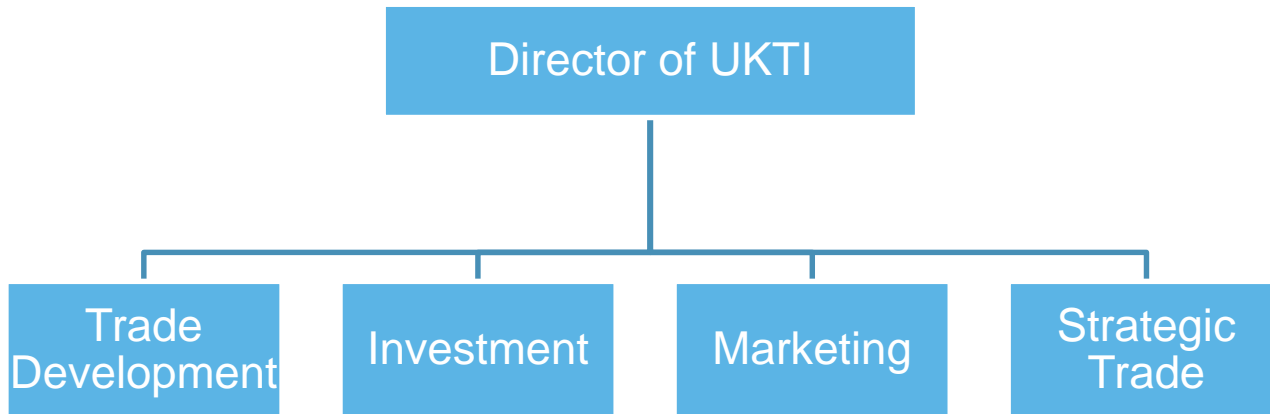 Director of UKTI
Trade
Development
Investment
Marketing
Strategic
Trade